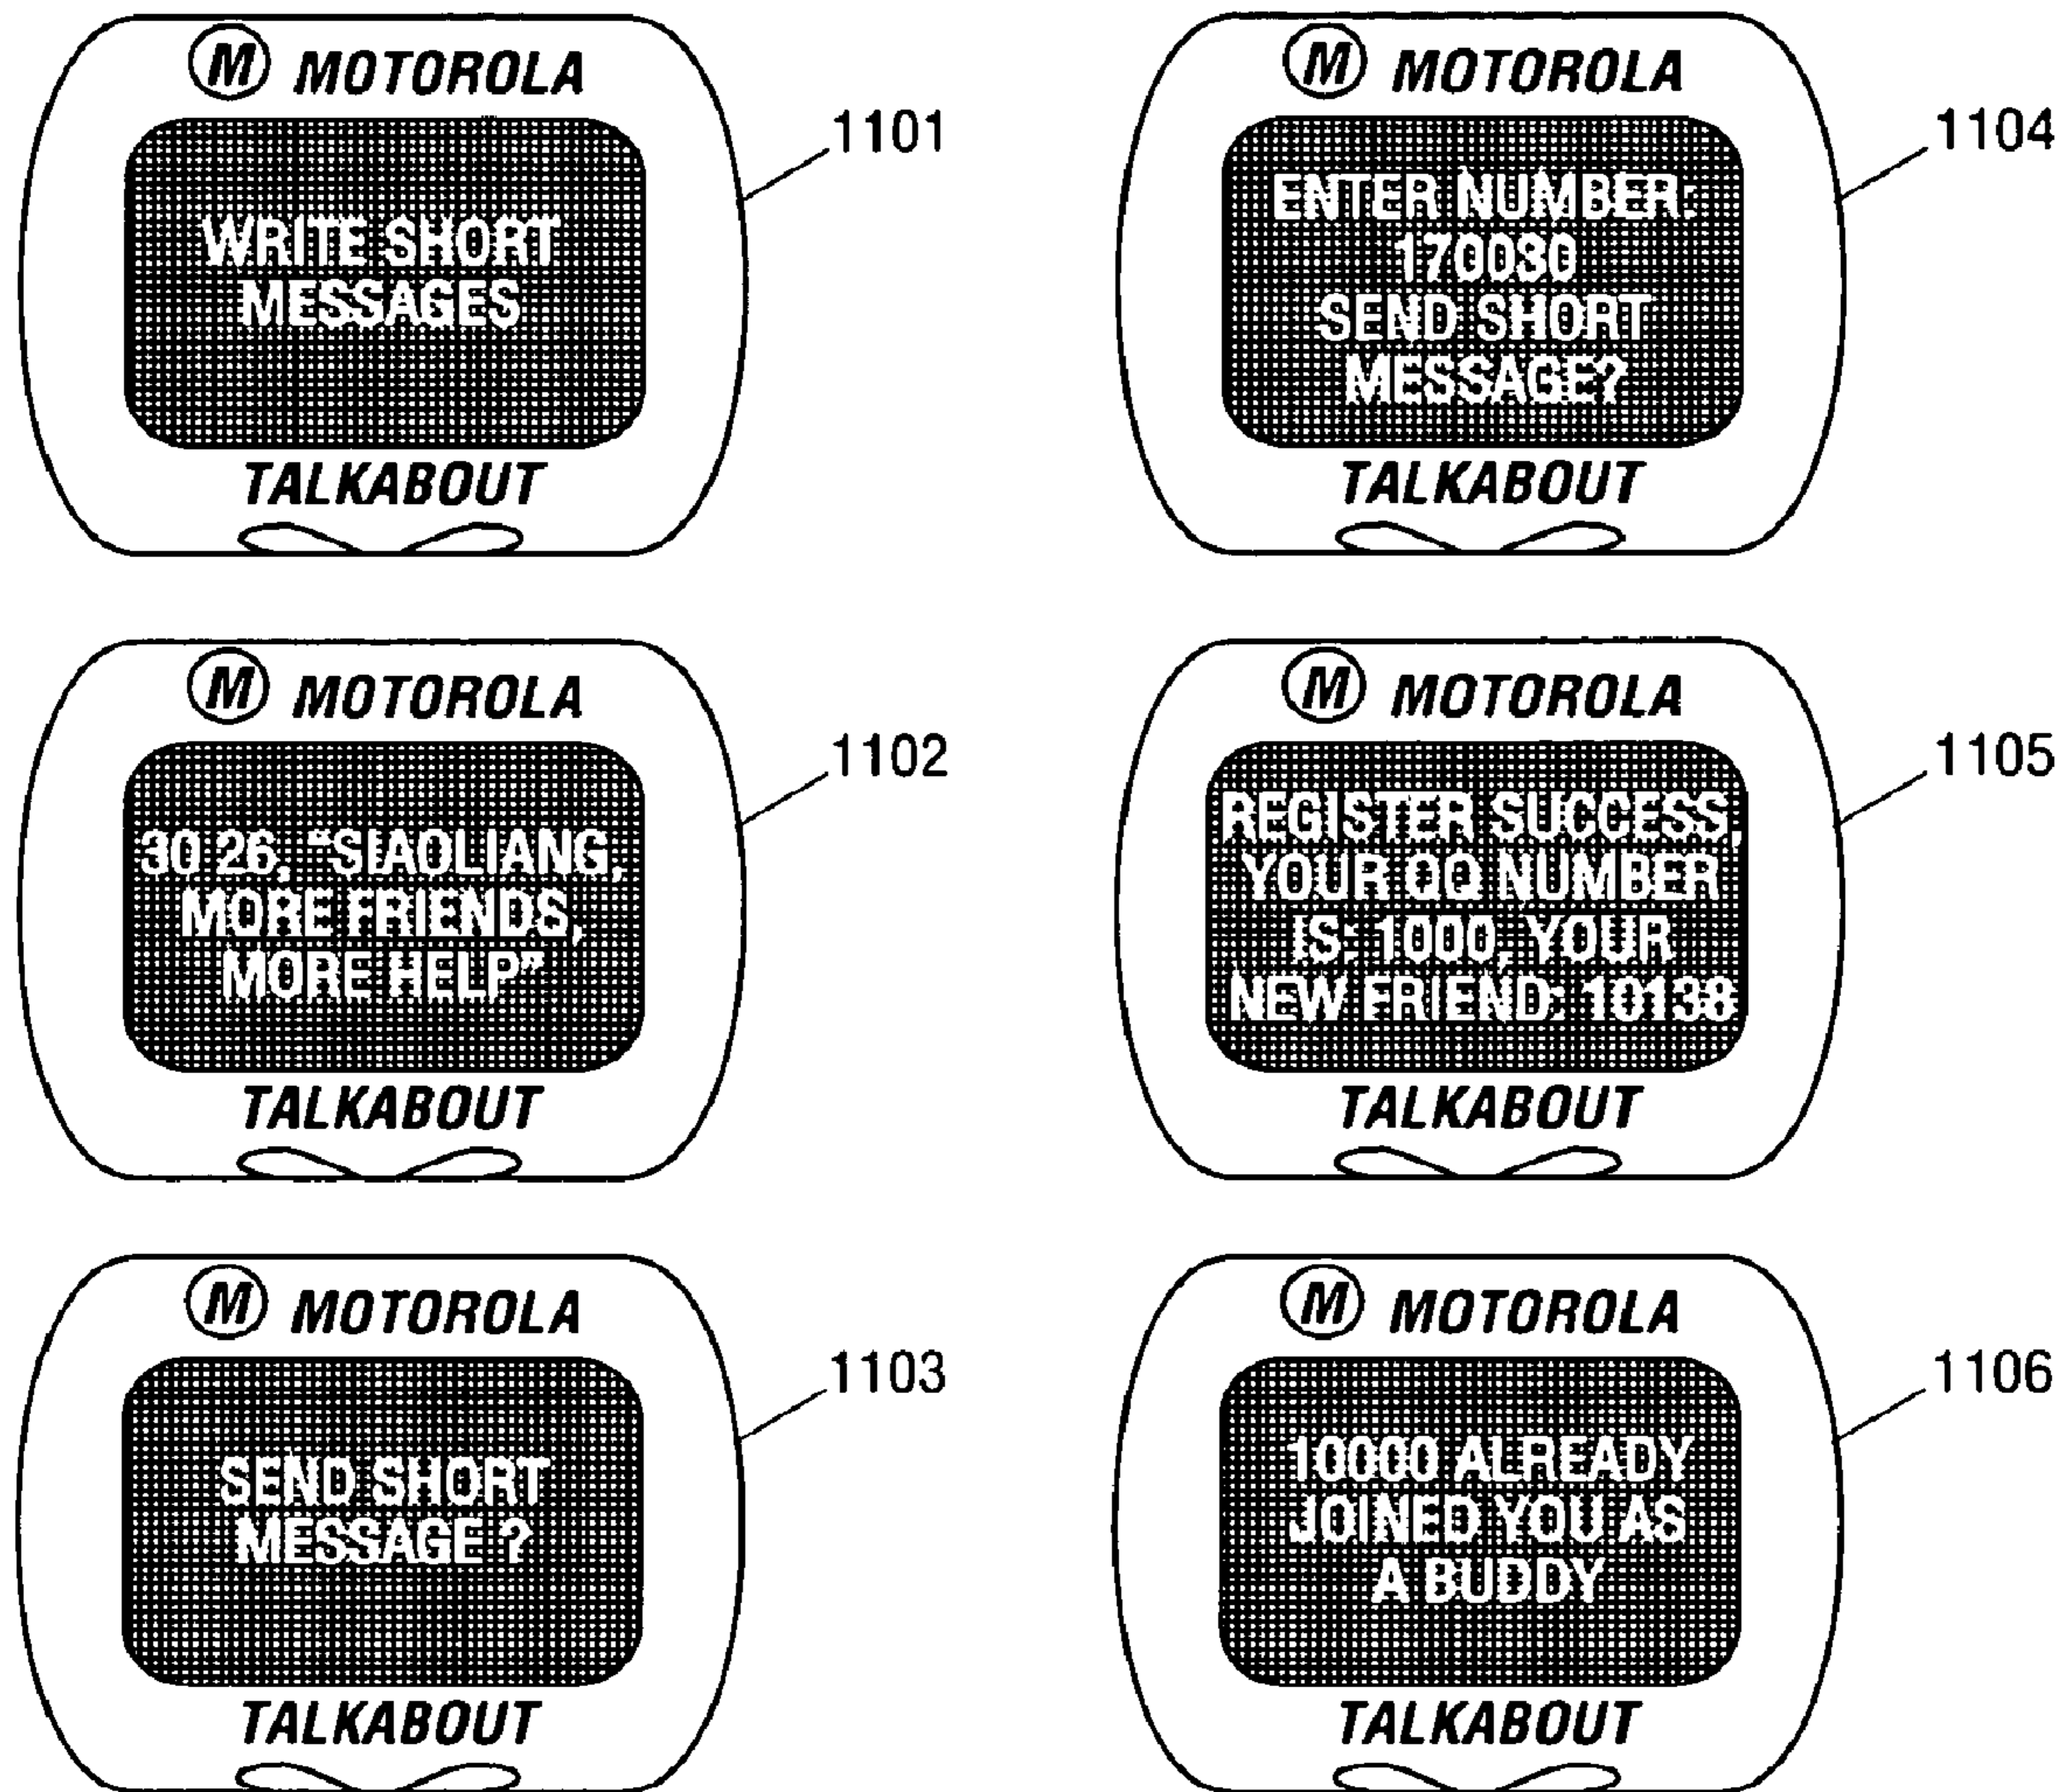 M MOTOROLA
WRITE SHORT
MESSAGES
TALKABOUT
1101
M MOTOROLA
30 26, “SIAOLIANG,
MORE FRIENDS,
MORE HELP”
TALKABOUT
1102
M MOTOROLA
SEND SHORT
MESSAGE ?
TALKABOUT
1103
M MOTOROLA
ENTER NUMBER:
170030
SEND SHORT
MESSAGE?
TALKABOUT
1104
M MOTOROLA
REGISTER SUCCESS,
YOUR QQ NUMBER
IS: 1000, YOUR
NEW FRIEND: 10138
TALKABOUT
1105
M MOTOROLA
10000 ALREADY
JOINED YOU AS
A BUDDY
TALKABOUT
1106